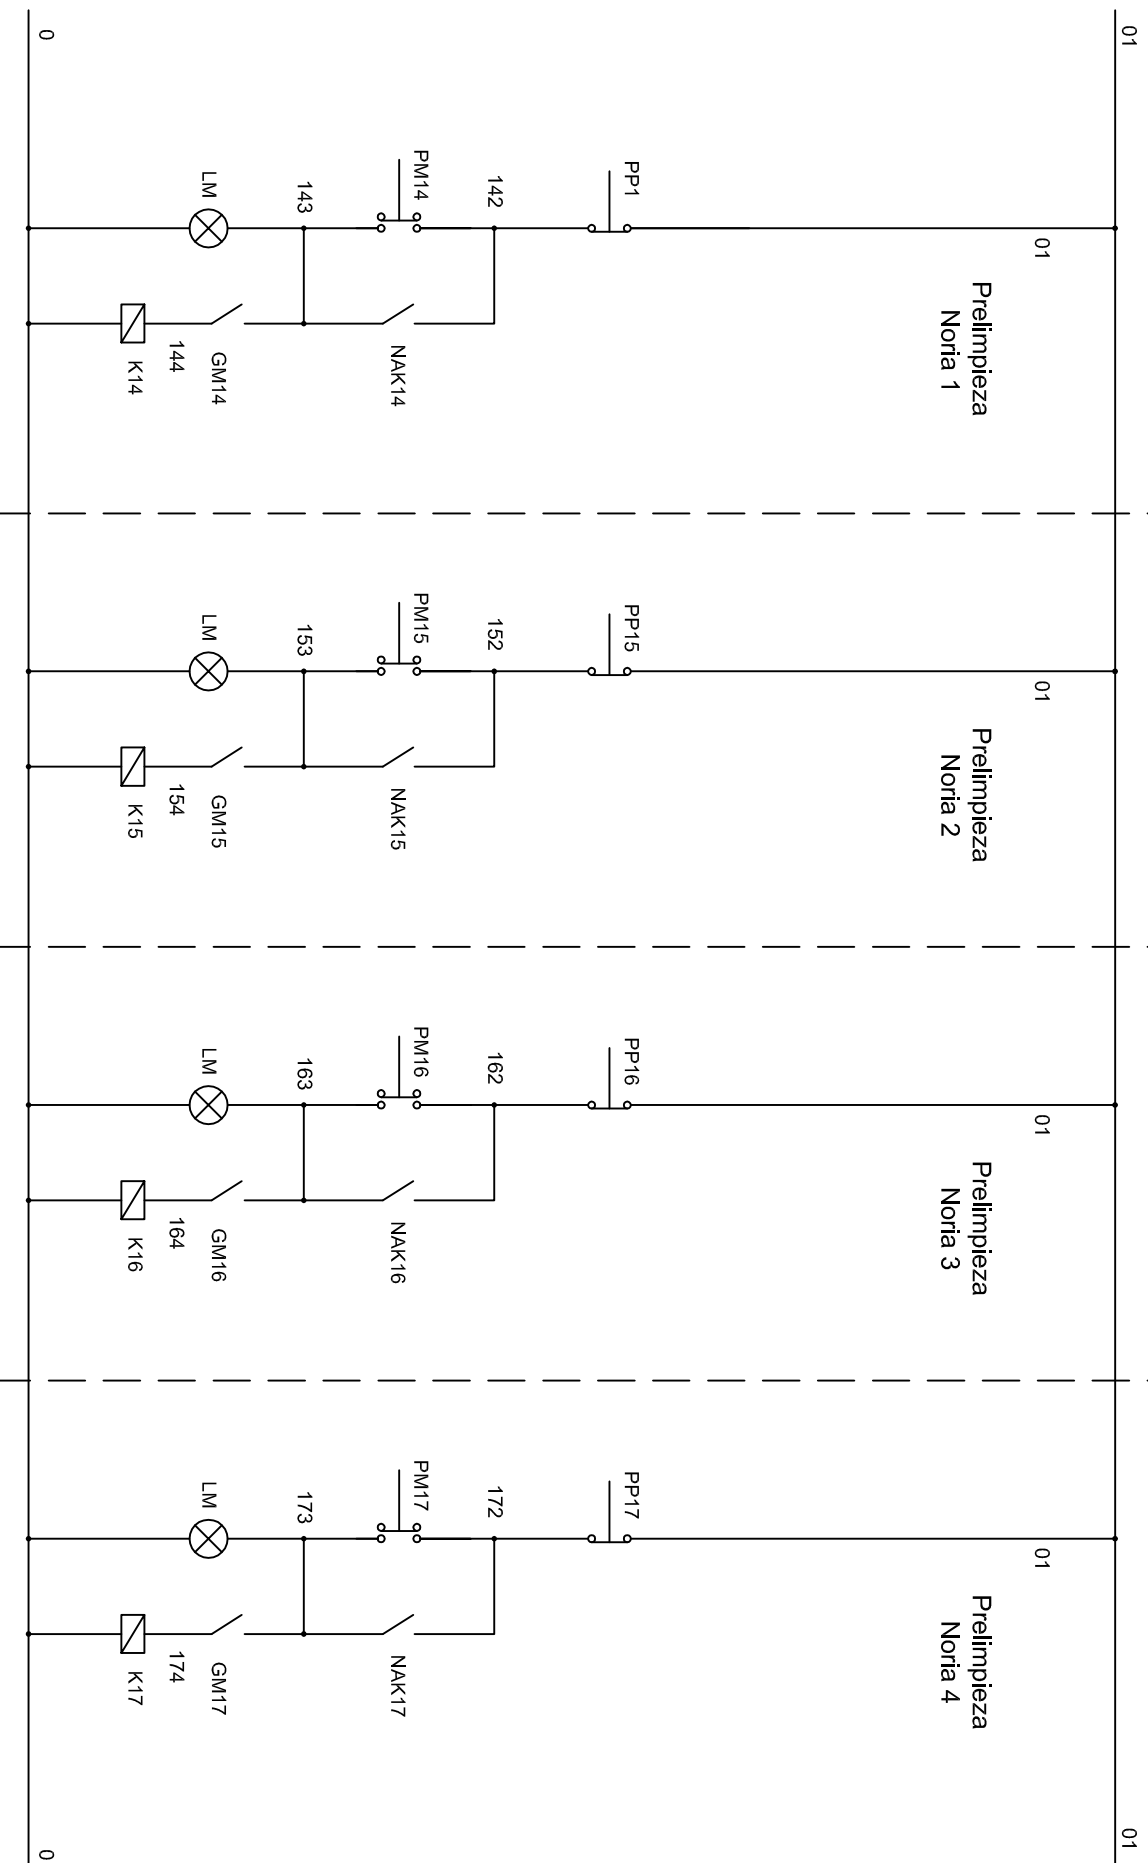 01
01
01
Prelimpieza
Noria 1
PP1
142
PM14
NAK14
143
LM
GM14
144
K14
01
Prelimpieza
Noria 2
PP15
152
PM15
NAK15
153
LM
GM15
154
K15
01
Prelimpieza
Noria 3
PP16
162
PM16
NAK16
163
LM
GM16
164
K16
01
Prelimpieza
Noria 4
PP17
172
PM17
NAK17
173
LM
GM17
174
K17
0
0